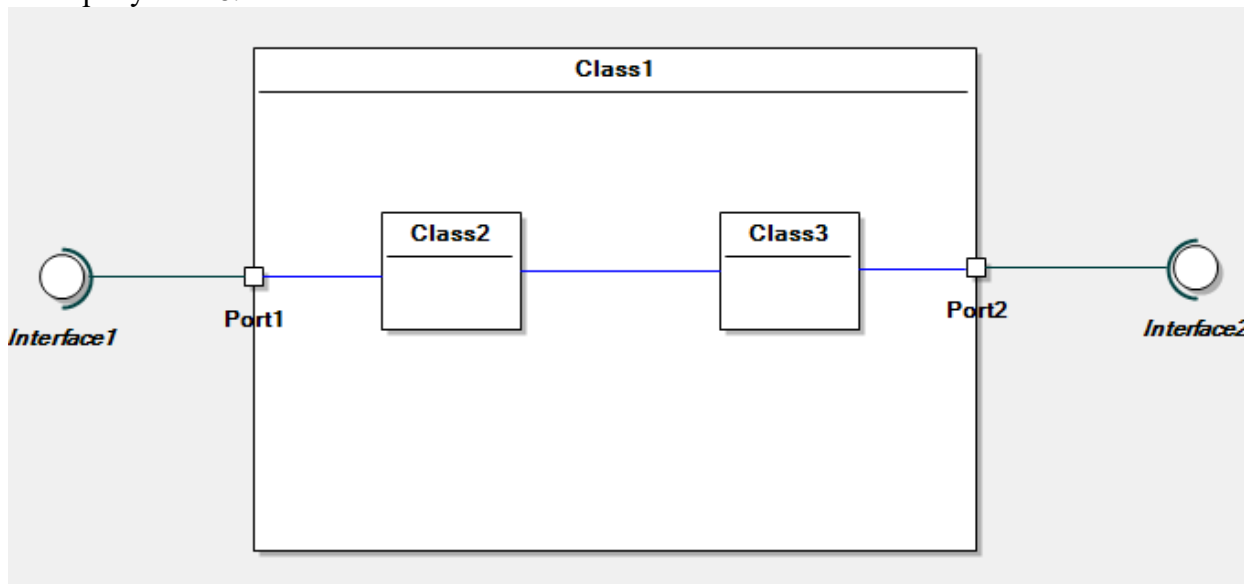 Class1
Class2
Class3
Port1
Port2
Interface1
Interface2